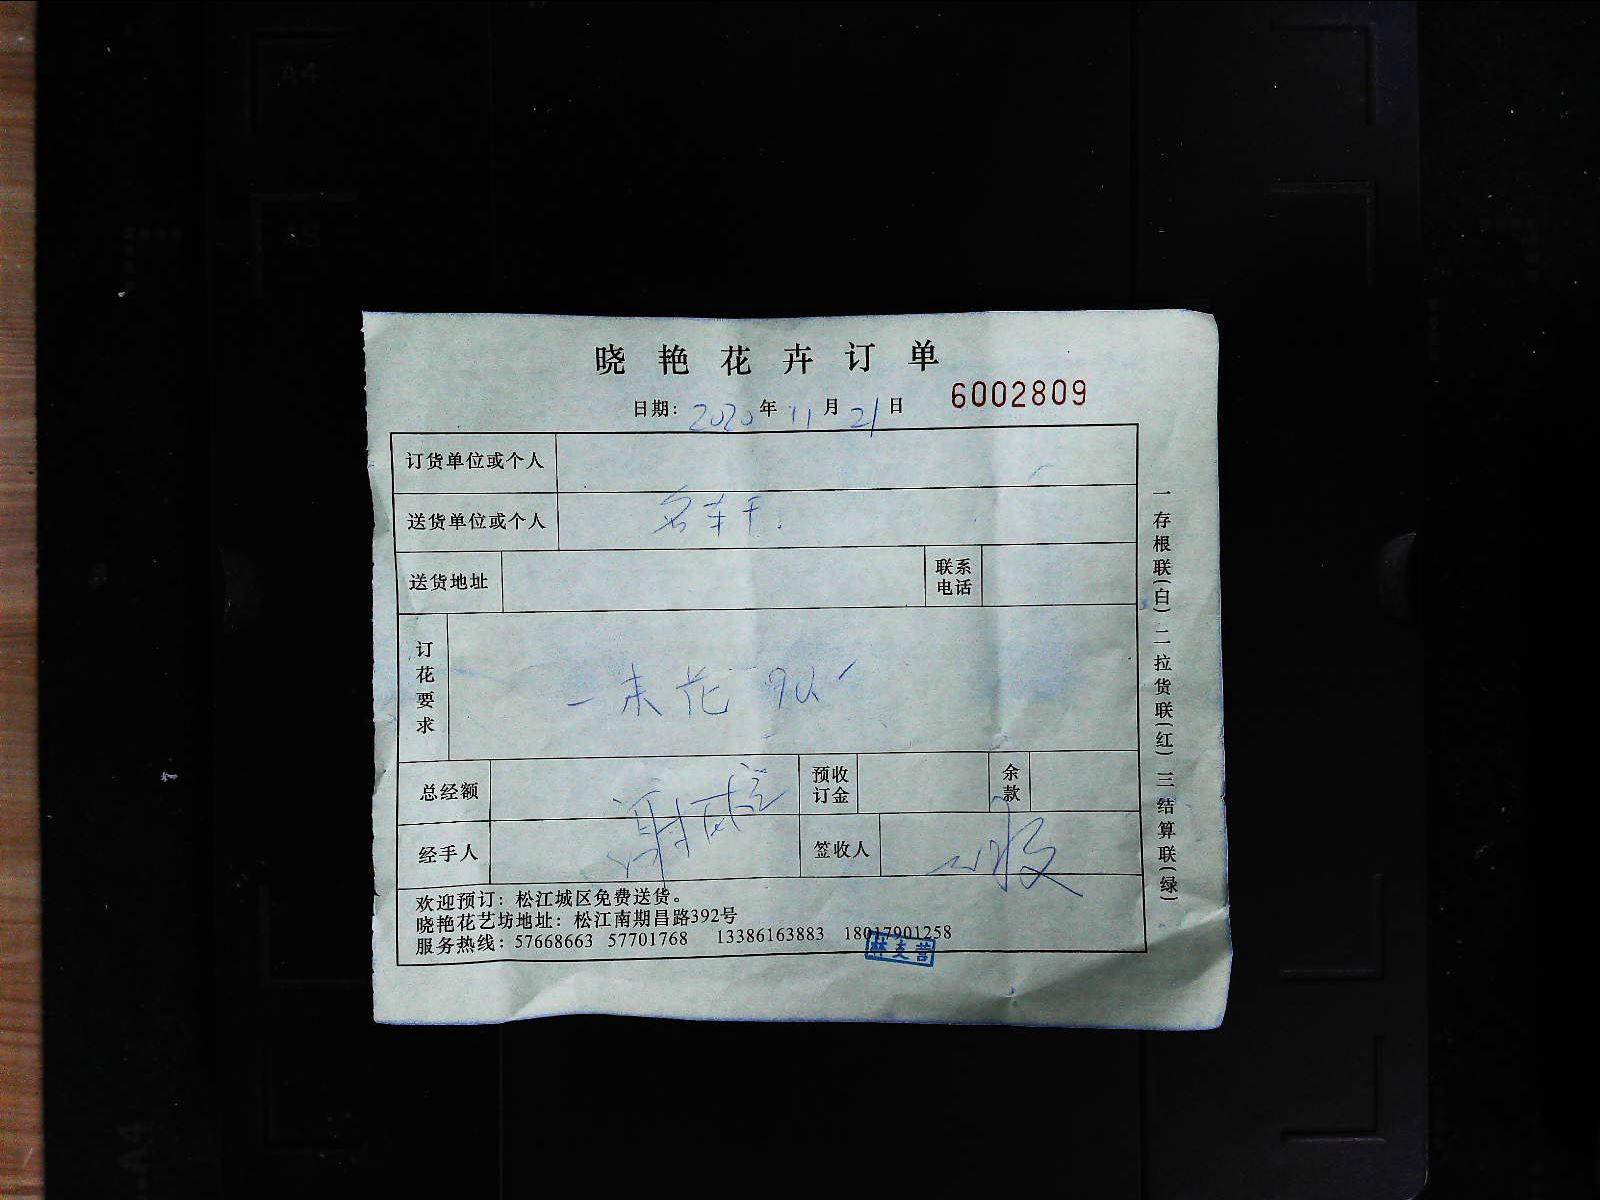 晓艳花卉订单
日期: 2020年11月21日 6002809
订货单位或个人
送货单位或个人 名车干
送货地址 联系电话
订花要求 一束花
总经额 预收订金 余款
经手人 签收人
欢迎预订: 松江城区免费送货。
晓艳花艺坊地址: 松江南期昌路392号
服务热线: 57668663 57701768 13386163883 18017901258
一存根联(白) 二拉货联(红) 三结算联(绿)
A4
A5
A4